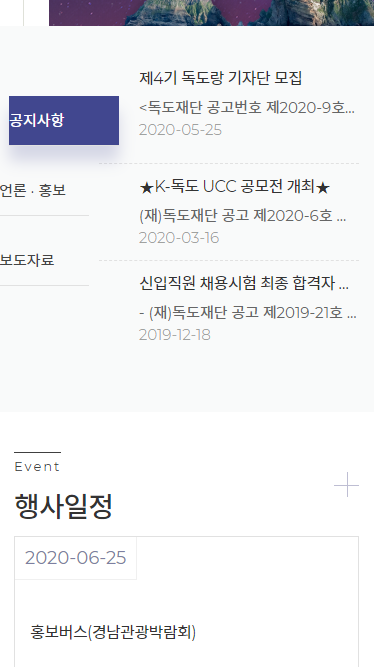 공지사항
언론 · 홍보
보도자료
제4기 독도랑 기자단 모집
<독도재단 공고번호 제2020-9호...
2020-05-25
★K-독도 UCC 공모전 개최★
(재)독도재단 공고 제2020-6호 ...
2020-03-16
신입직원 채용시험 최종 합격자 ...
- (재)독도재단 공고 제2019-21호 ...
2019-12-18
Event
행사일정
2020-06-25
홍보버스(경남관광박람회)